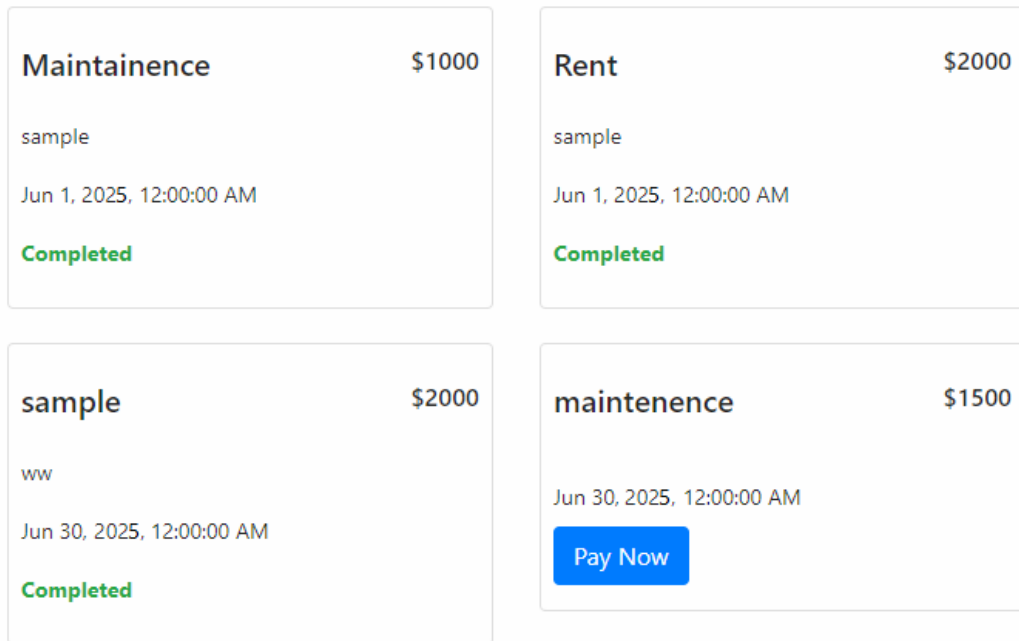 Maintainence $1000
sample
Jun 1, 2025, 12:00:00 AM
Completed
Rent $2000
sample
Jun 1, 2025, 12:00:00 AM
Completed
sample $2000
ww
Jun 30, 2025, 12:00:00 AM
Completed
maintenence $1500
Jun 30, 2025, 12:00:00 AM
Pay Now